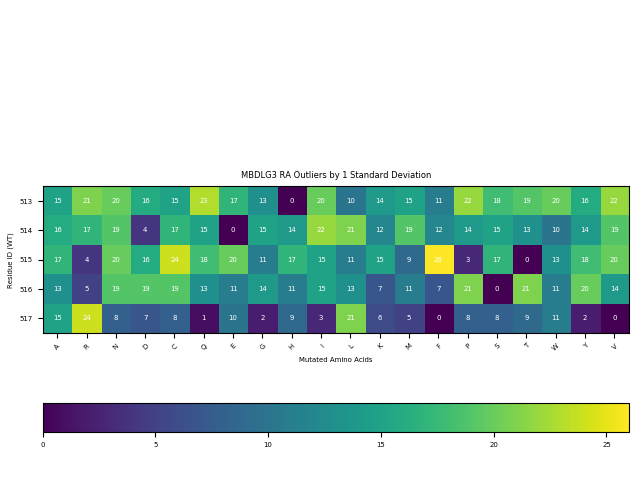 MBDLG3 RA Outliers by 1 Standard Deviation
Residue ID (WT)
513 15 21 20 16 15 23 17 13 0 20 10 14 15 11 22 18 19 20 16 22
514 16 17 19 4 17 15 0 15 14 22 21 12 19 12 14 15 13 10 14 19
515 17 4 20 16 24 18 20 11 17 15 11 15 9 26 3 17 0 13 18 20
516 13 5 19 19 19 13 11 14 11 15 13 7 11 7 21 0 21 11 20 14
517 15 24 8 7 8 1 10 2 9 3 21 6 5 0 8 8 9 11 2 0
A R N D C Q E G H I L K M F P S T W Y V
Mutated Amino Acids
0 5 10 15 20 25